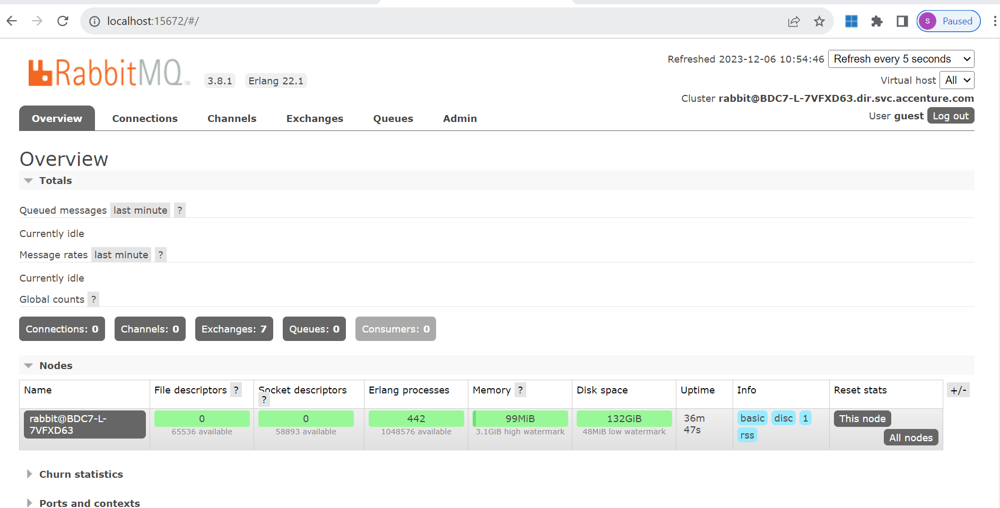 localhost:15672/#/
S Paused
RabbitMQ™ 3.8.1 Erlang 22.1
Refreshed 2023-12-06 10:54:46 Refresh every 5 seconds
Virtual host All
Cluster rabbit@BDC7-L-7VFXD63.dir.svc.accenture.com
User guest Log out
Overview Connections Channels Exchanges Queues Admin
Overview
Totals
Queued messages last minute ?
Currently idle
Message rates last minute ?
Currently idle
Global counts ?
Connections: 0 Channels: 0 Exchanges: 7 Queues: 0 Consumers: 0
Nodes
Name File descriptors ? Socket descriptors ? Erlang processes Memory ? Disk space Uptime Info Reset stats +/-
rabbit@BDC7-L-
7VFXD63
0
65536 available
0
58893 available
442
1048576 available
99MiB
3.1GiB high watermark
132GiB
48MiB low watermark
36m
47s
basic disc 1
rss
This node
All nodes
Churn statistics
Ports and contexts